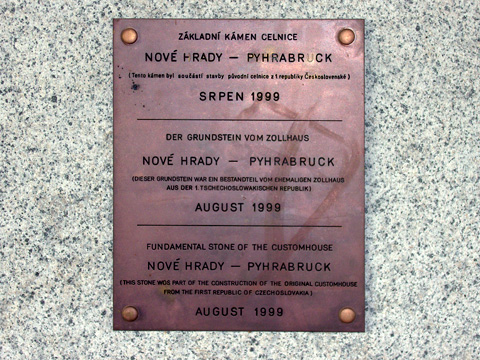 ZÁKLADNÍ KÁMEN CELNICE
NOVÉ HRADY — PYHRABRUCK
(Tento kámen byl součástí stavby původní celnice z 1. republiky Československé)
SRPEN 1999
DER GRUNDSTEIN VOM ZOLLHAUS
NOVÉ HRADY — PYHRABRUCK
(DIESER GRUNDSTEIN WAR EIN BESTANDTEIL VOM EHEMALIGEN ZOLLHAUS
AUS DER 1. TSCHECHOSLOWAKISCHEN REPUBLIK)
AUGUST 1999
FUNDAMENTAL STONE OF THE CUSTOMHOUSE
NOVÉ HRADY — PYHRABRUCK
(THIS STONE WOS PART OF THE CONSTRUCTION OF THE ORIGINAL CUSTOMHOUSE
FROM THE FIRST REPUBLIC OF CZECHOSLOVAKIA)
AUGUST 1999